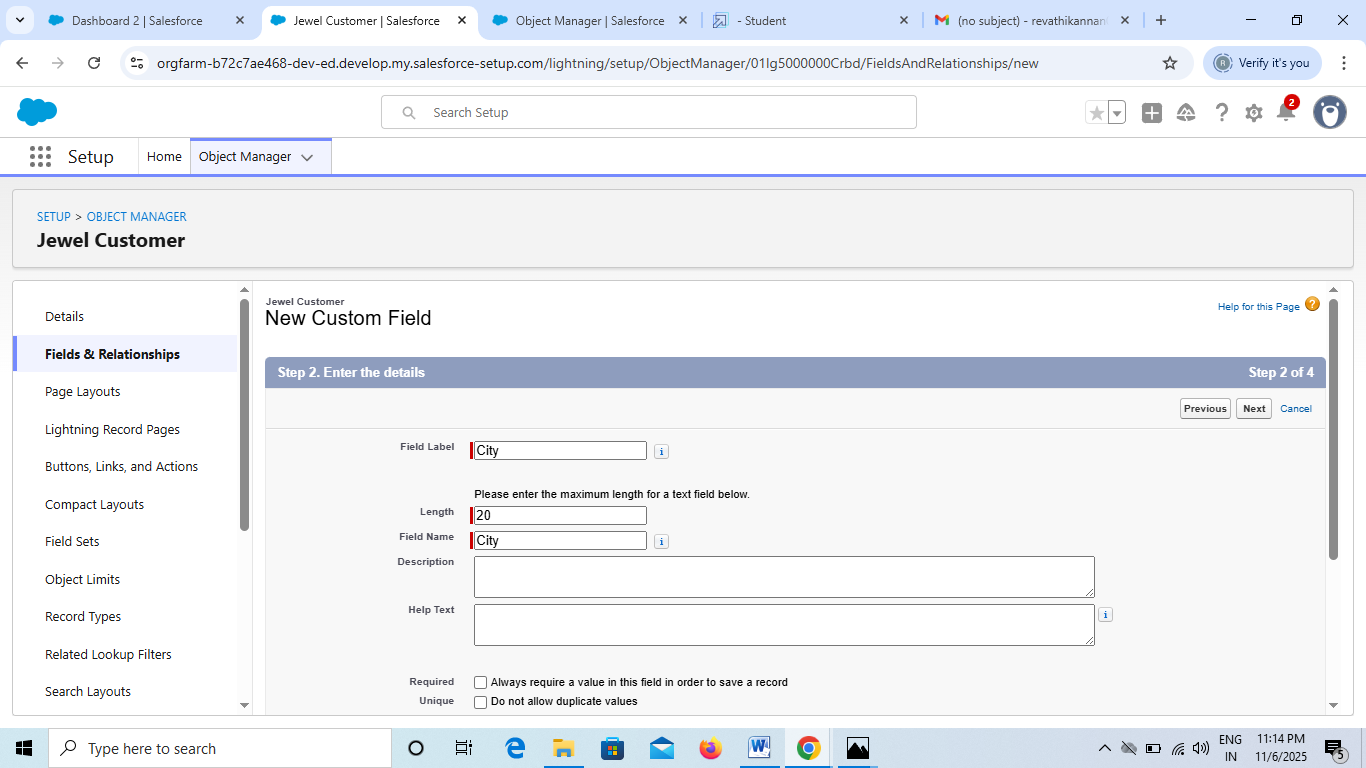 Dashboard 2 | Salesforce
Jewel Customer | Salesforce
Object Manager | Salesforce
- Student
(no subject) - revathikannan
orgfarm-b72c7ae468-dev-ed.develop.my.salesforce-setup.com/lightning/setup/ObjectManager/01Ig5000000Crbd/FieldsAndRelationships/new
R
Verify it's you
Search Setup
2
Setup
Home
Object Manager
SETUP > OBJECT MANAGER
Jewel Customer
Details
Fields & Relationships
Page Layouts
Lightning Record Pages
Buttons, Links, and Actions
Compact Layouts
Field Sets
Object Limits
Record Types
Related Lookup Filters
Search Layouts
Jewel Customer
New Custom Field
Help for this Page ?
Step 2. Enter the details
Step 2 of 4
Previous Next Cancel
Field Label City i
Please enter the maximum length for a text field below.
Length 20
Field Name City i
Description
Help Text i
Required Always require a value in this field in order to save a record
Unique Do not allow duplicate values
Type here to search
ENG
IN
11:14 PM
11/6/2025
5